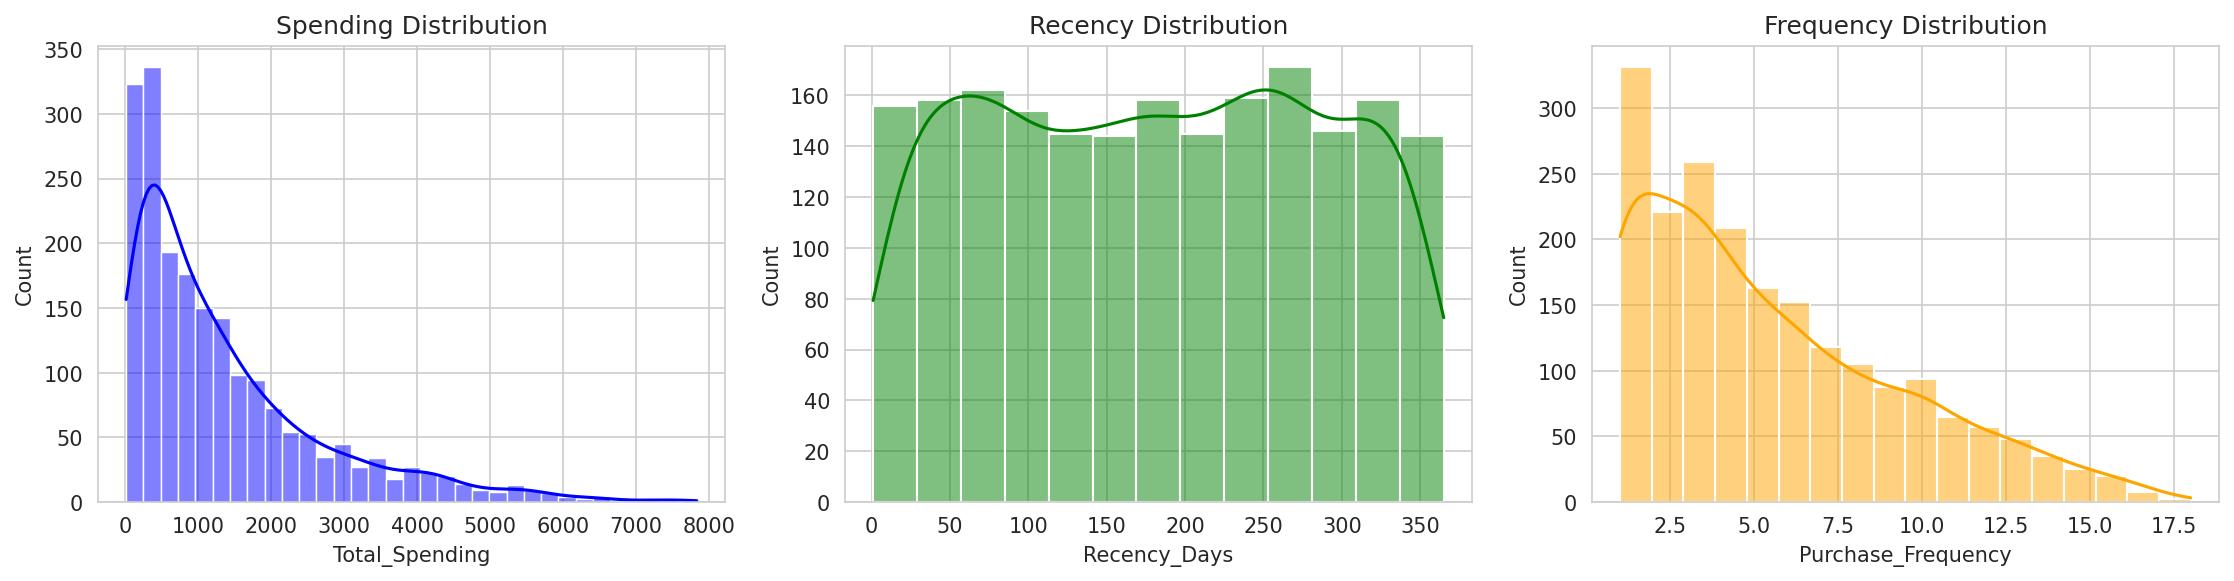 Spending Distribution
350
300
250
200
150
100
50
0
Count
0 1000 2000 3000 4000 5000 6000 7000 8000
Total_Spending
Recency Distribution
160
140
120
100
80
60
40
20
0
Count
0 50 100 150 200 250 300 350
Recency_Days
Frequency Distribution
300
250
200
150
100
50
0
Count
2.5 5.0 7.5 10.0 12.5 15.0 17.5
Purchase_Frequency